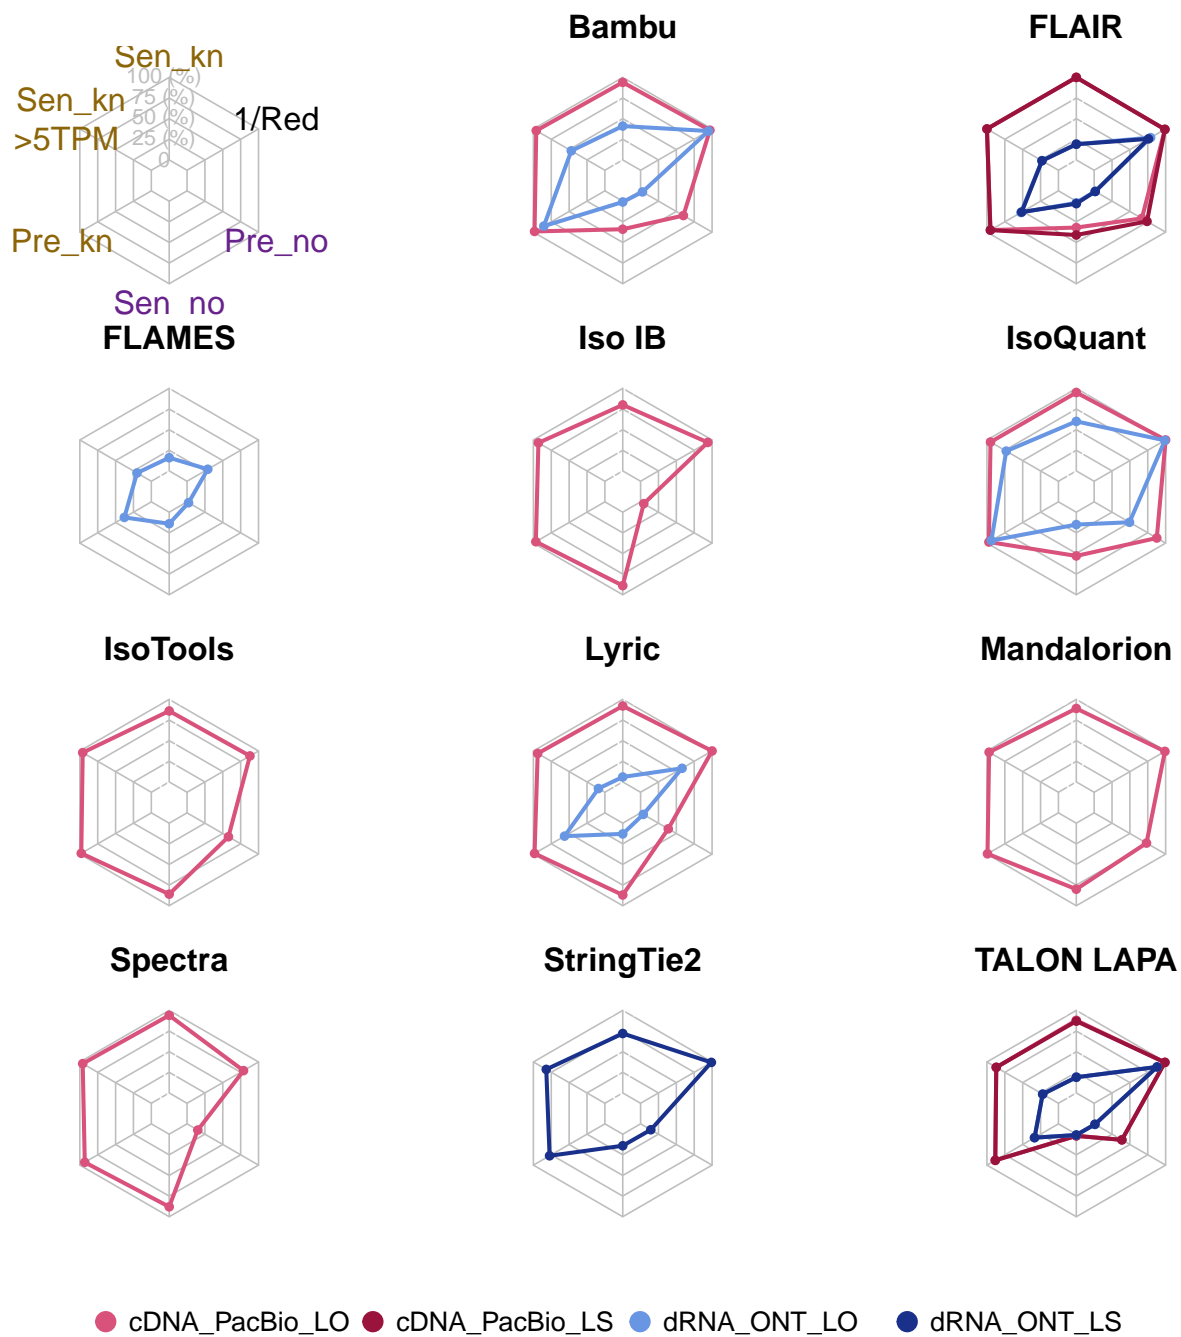 Bambu
FLAIR
Sen_kn
100 (%)
Sen_kn
>5TPM
75 (%)
50 (%)
25 (%)
0
1/Red
Pre_kn
Pre_no
Sen_no
FLAMES
Iso IB
IsoQuant
IsoTools
Lyric
Mandalorion
Spectra
StringTie2
TALON LAPA
cDNA_PacBio_LO
cDNA_PacBio_LS
dRNA_ONT_LO
dRNA_ONT_LS